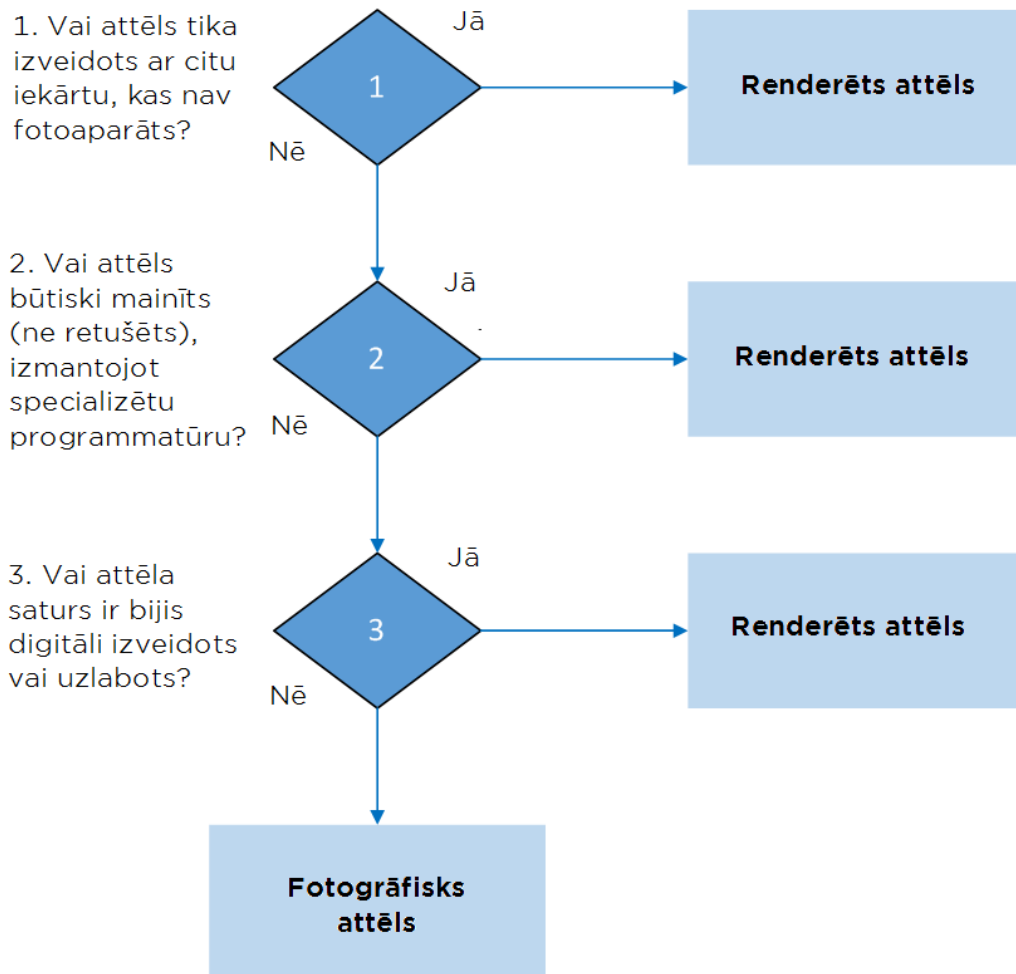 1. Vai attēls tika
izveidots ar citu
iekārtu, kas nav
fotoaparāts?
1
Jā
Nē
Renderēts attēls
2. Vai attēls
būtiski mainīts
(ne retušēts),
izmantojot
specializētu
programmatūru?
2
Jā
Nē
Renderēts attēls
3. Vai attēla
saturs ir bijis
digitāli izveidots
vai uzlabots?
3
Jā
Nē
Renderēts attēls
Fotogrāfisks
attēls